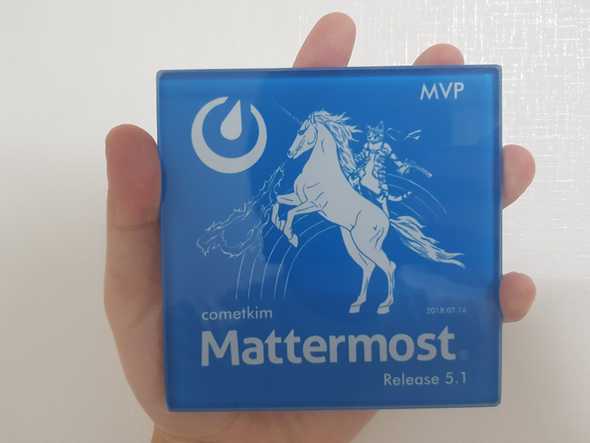 MVP
cometkim
2018.07.16
Mattermost
Release 5.1